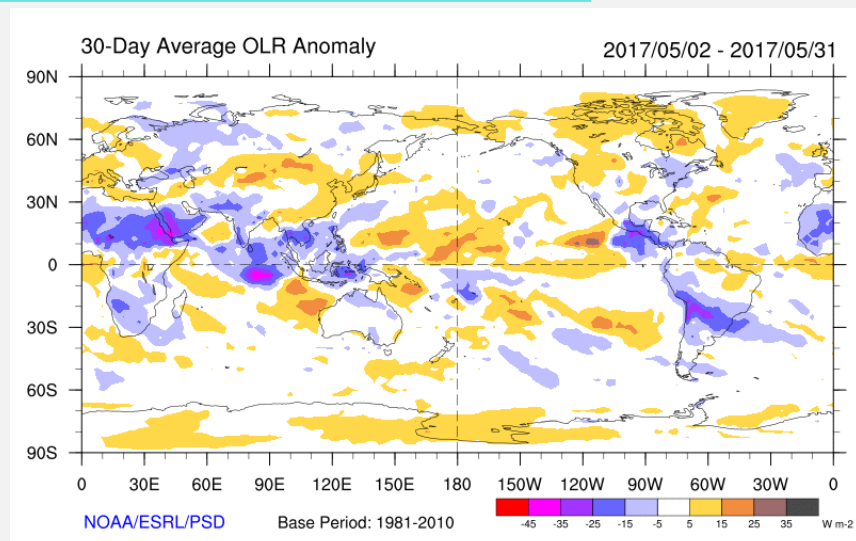 30-Day Average OLR Anomaly 2017/05/02 - 2017/05/31
90N
60N
30N
0
30S
60S
90S
0 30E 60E 90E 120E 150E 180 150W 120W 90W 60W 30W 0
NOAA/ESRL/PSD Base Period: 1981-2010
-45 -35 -25 -15 -5 5 15 25 35 W m-2